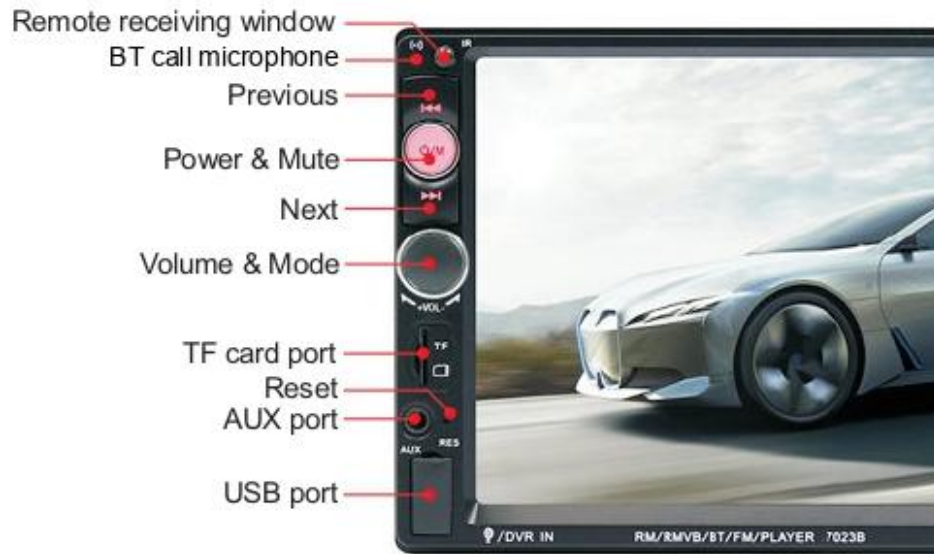 Remote receiving window
IR
BT call microphone
Previous
Power & Mute
⏻/M
Next
Volume & Mode
+VOL-
TF card port
TF
Reset
AUX port
AUX
RES
USB port
/DVR IN
RM/RMVB/BT/FM/PLAYER 7023B